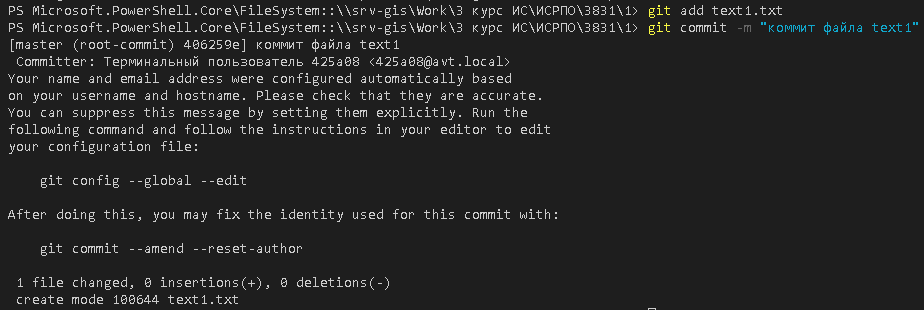 PS Microsoft.PowerShell.Core\FileSystem::\\srv-gis\Work\3 курс ИС\ИСРПО\3831\1> git add text1.txt
PS Microsoft.PowerShell.Core\FileSystem::\\srv-gis\Work\3 курс ИС\ИСРПО\3831\1> git commit -m "коммит файла text1"
[master (root-commit) 406259e] коммит файла text1
 Committer: Терминальный пользователь 425a08 <425a08@avt.local>
Your name and email address were configured automatically based
on your username and hostname. Please check that they are accurate.
You can suppress this message by setting them explicitly. Run the
following command and follow the instructions in your editor to edit
your configuration file:

    git config --global --edit

After doing this, you may fix the identity used for this commit with:

    git commit --amend --reset-author

 1 file changed, 0 insertions(+), 0 deletions(-)
 create mode 100644 text1.txt